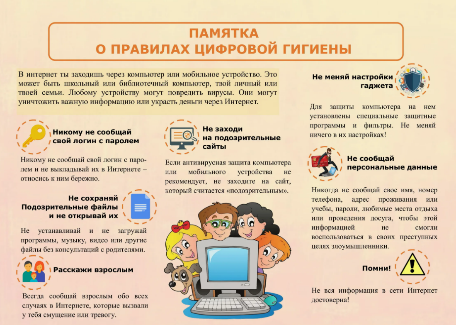 ПАМЯТКА
О ПРАВИЛАХ ЦИФРОВОЙ ГИГИЕНЫ
В интернет ты заходишь через компьютер или мобильное устройство. Это
может быть школьный или библиотечный компьютер, твой личный или
твоей семьи. Любому устройству могут повредить вирусы. Они могут
уничтожить важную информацию или украсть деньги через Интернет.
Никому не сообщай
свой логин с паролем
Никому не сообщай свой логин с паро-
лем и не выкладывай их в Интернете –
относись к ним бережно.
Не сохраняй
Подозрительные файлы
и не открывай их
Не устанавливай и не загружай
программы, музыку, видео или другие
файлы без консультаций с родителями.
Расскажи взрослым
Всегда сообщай взрослым обо всех
случаях в Интернете, которые вызвали
у тебя смущение или тревогу.
Не заходи
на подозрительные
сайты
Если антивирусная защита компьютера
или мобильного устройства не
рекомендует, не заходите на сайт,
который считается «подозрительным».
Не меняй настройки
гаджета
Для защиты компьютера на нем
установлены специальные защитные
программы и фильтры. Не меняй
ничего в их настройках!
Не сообщай
персональные данные
Никогда не сообщай свое имя, номер
телефона, адрес проживания или
учебы, пароли, любимые места отдыха
или проведения досуга, чтобы этой
информацией не смогли
воспользоваться в своих преступных
целях злоумышленники.
Помни!
Не вся информация в сети Интернет
достоверна!